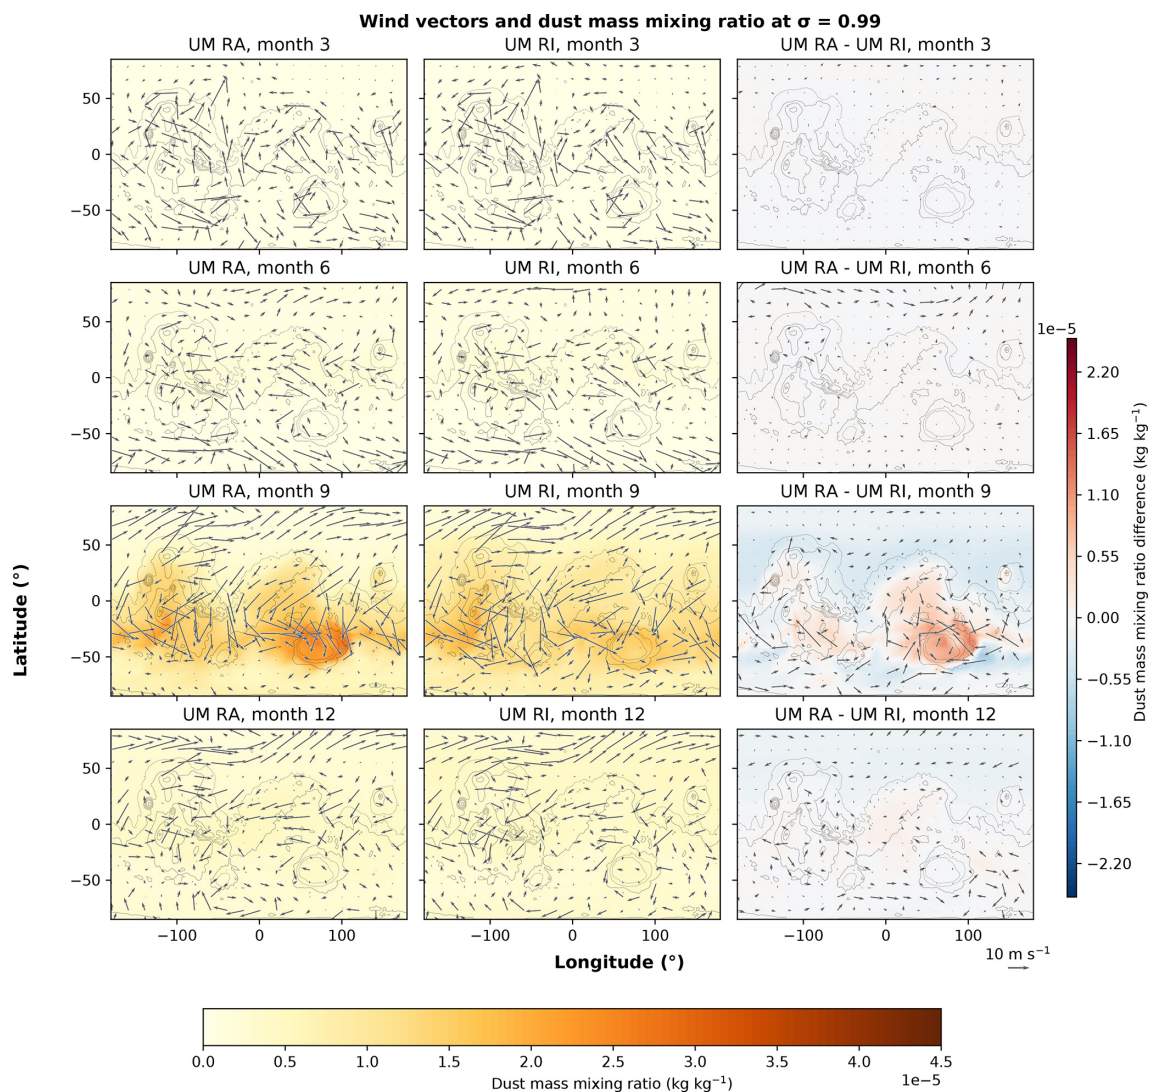 Wind vectors and dust mass mixing ratio at σ = 0.99
UM RA, month 3
UM RI, month 3
UM RA - UM RI, month 3
50
0
−50
UM RA, month 6
UM RI, month 6
UM RA - UM RI, month 6
50
0
−50
UM RA, month 9
UM RI, month 9
UM RA - UM RI, month 9
50
0
−50
UM RA, month 12
UM RI, month 12
UM RA - UM RI, month 12
50
0
−50
−100 0 100
−100 0 100
−100 0 100
Latitude (°)
Longitude (°)
10 m s⁻¹
1e−5
2.20
1.65
1.10
0.55
0.00
−0.55
−1.10
−1.65
−2.20
Dust mass mixing ratio difference (kg kg⁻¹)
0.0 0.5 1.0 1.5 2.0 2.5 3.0 3.5 4.0 4.5
1e−5
Dust mass mixing ratio (kg kg⁻¹)